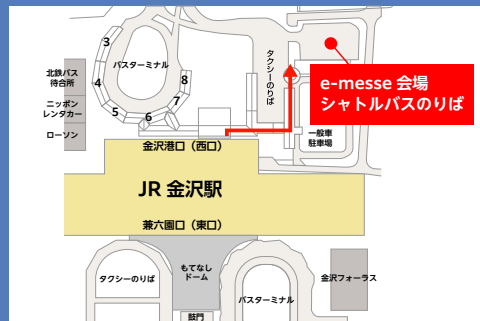 3
4
5
6
7
8
バスターミナル
タクシーのりば
北鉄バス
待合所
ニッポン
レンタカー
ローソン
e-messe 会場
シャトルバスのりば
一般車
駐車場
金沢港口（西口）
JR 金沢駅
兼六園口（東口）
タクシーのりば
もてなし
ドーム
鼓門
バスターミナル
金沢フォーラス